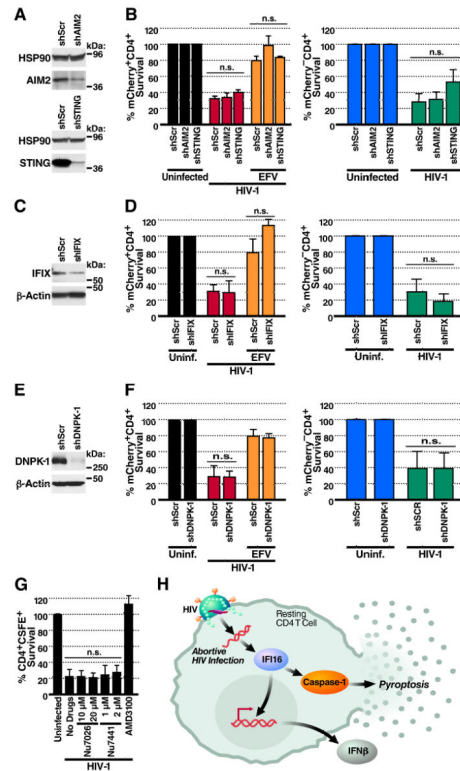 A
shScr
shAIM2
kDa:
HSP90
96
AIM2
36
shScr
shSTING
kDa:
HSP90
96
STING
36
B
% mCherry+CD4+
Survival
120
100
80
60
40
20
0
n.s.
n.s.
shScr
shAIM2
shSTING
shScr
shAIM2
shSTING
shScr
shAIM2
shSTING
Uninfected
EFV
HIV-1
% mCherry−CD4+
Survival
120
100
80
60
40
20
0
n.s.
shScr
shAIM2
shSTING
shScr
shAIM2
shSTING
Uninfected
HIV-1
C
shScr
shIFIX
kDa:
IFIX
50
50
β-Actin
D
% mCherry+CD4+
Survival
120
100
80
60
40
20
0
n.s.
n.s.
shScr
shIFIX
shScr
shIFIX
shScr
shIFIX
Uninf.
EFV
HIV-1
% mCherry−CD4+
Survival
120
100
80
60
40
20
0
n.s.
shScr
shIFIX
shScr
shIFIX
Uninf.
HIV-1
E
shScr
shDNPK-1
kDa:
DNPK-1
250
β-Actin
50
F
% mCherry+CD4+
Survival
120
100
80
60
40
20
0
n.s.
n.s.
shScr
shDNPK-1
shScr
shDNPK-1
shScr
shDNPK-1
Uninf.
EFV
HIV-1
% mCherry−CD4+
Survival
120
100
80
60
40
20
0
n.s.
shScr
shDNPK-1
shSCR
shDNPK-1
Uninf.
HIV-1
G
% CD4+CSFE+
Survival
120
100
80
60
40
20
0
n.s.
Uninfected
No Drugs
10 μM
20 μM
1 μM
2 μM
AMD3100
Nu7026
Nu7441
HIV-1
H
HIV
Resting
CD4 T Cell
Abortive
HIV Infection
IFI16
Caspase-1
Pyroptosis
IFNβ